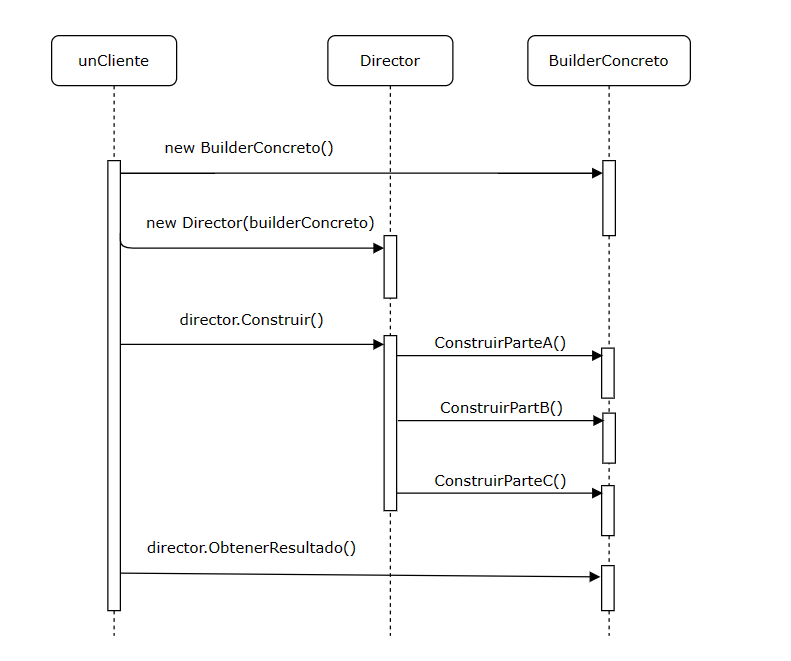 unCliente
Director
BuilderConcreto
new BuilderConcreto()
new Director(builderConcreto)
director.Construir()
ConstruirParteA()
ConstruirPartB()
ConstruirParteC()
director.ObtenerResultado()